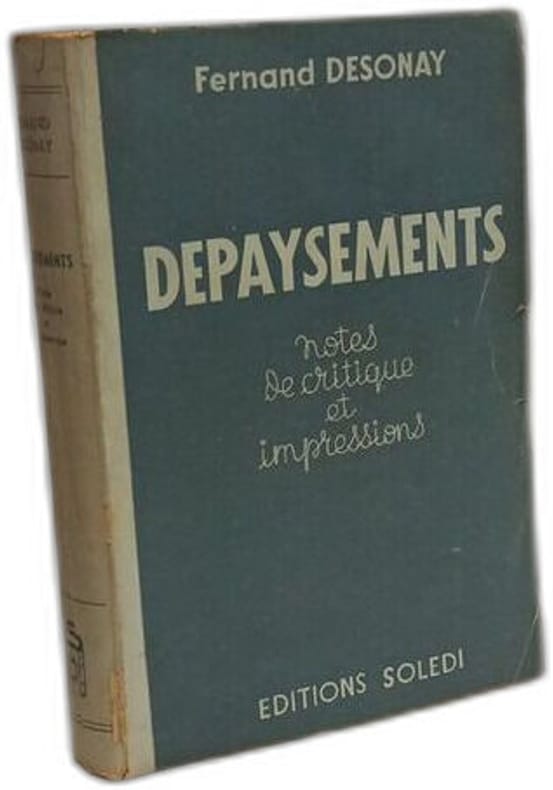 Fernand DESONAY
DEPAYSEMENTS
notes
de critique
et
impressions
EDITIONS SOLEDI